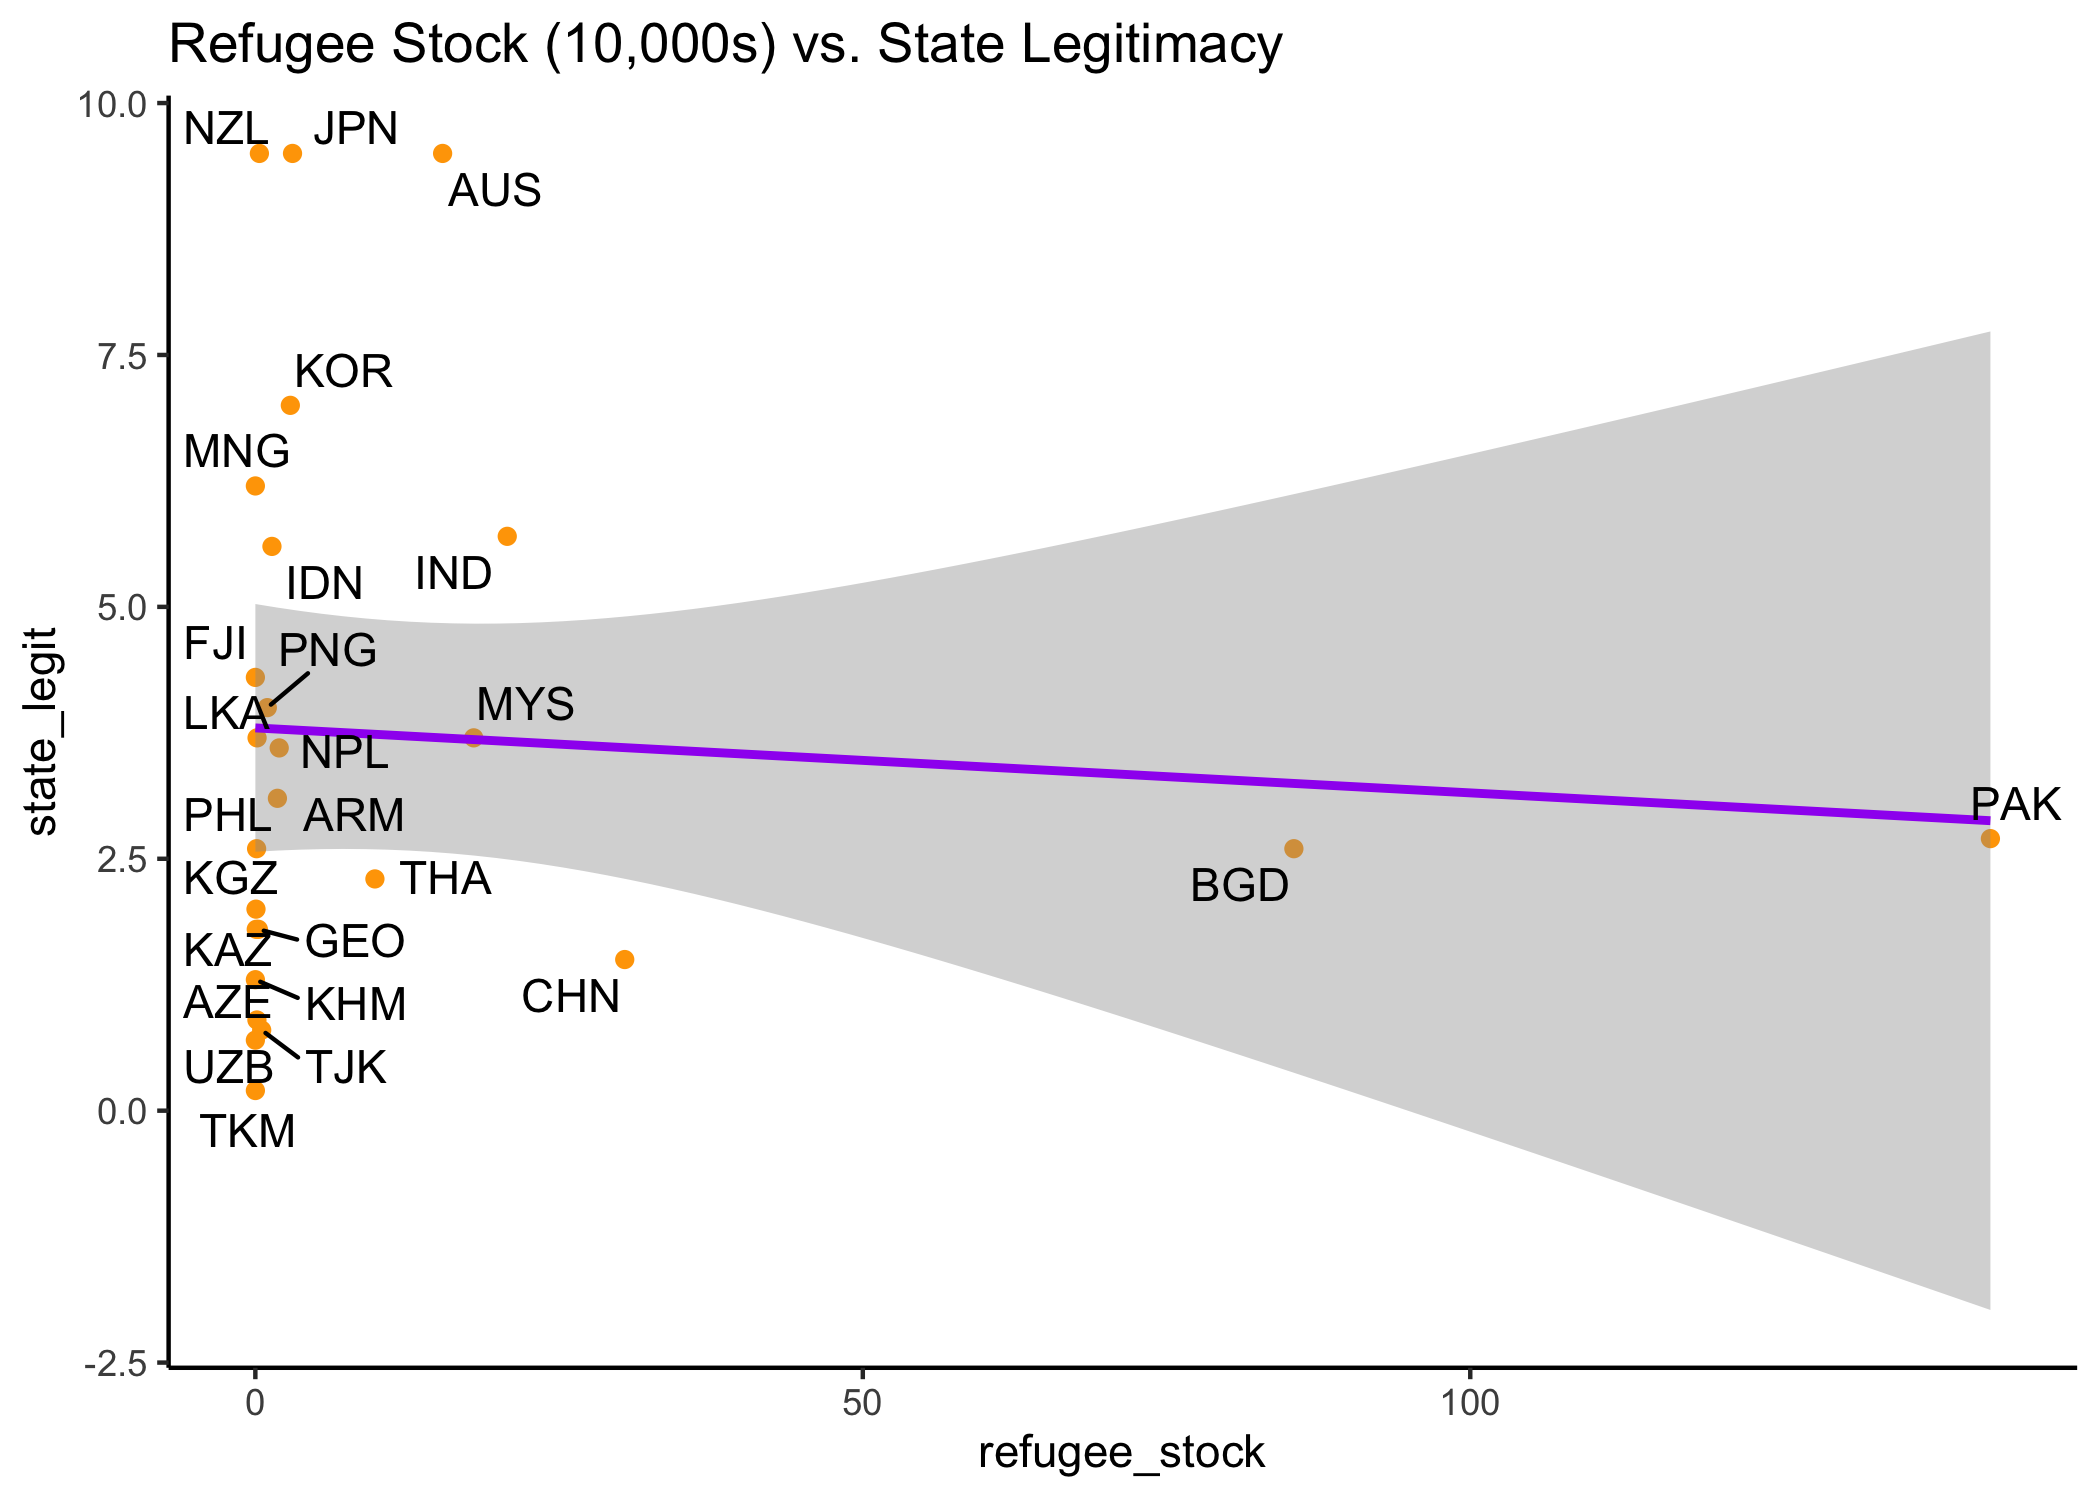 Refugee Stock (10,000s) vs. State Legitimacy
10.0
NZL
JPN
AUS
7.5
KOR
MNG
IND
IDN
5.0
FJI
PNG
LKA
MYS
NPL
PHL
ARM
PAK
2.5
KGZ
THA
BGD
KAZ
GEO
AZE
KHM
CHN
UZB
TJK
0.0
TKM
-2.5
0
50
100
state_legit
refugee_stock